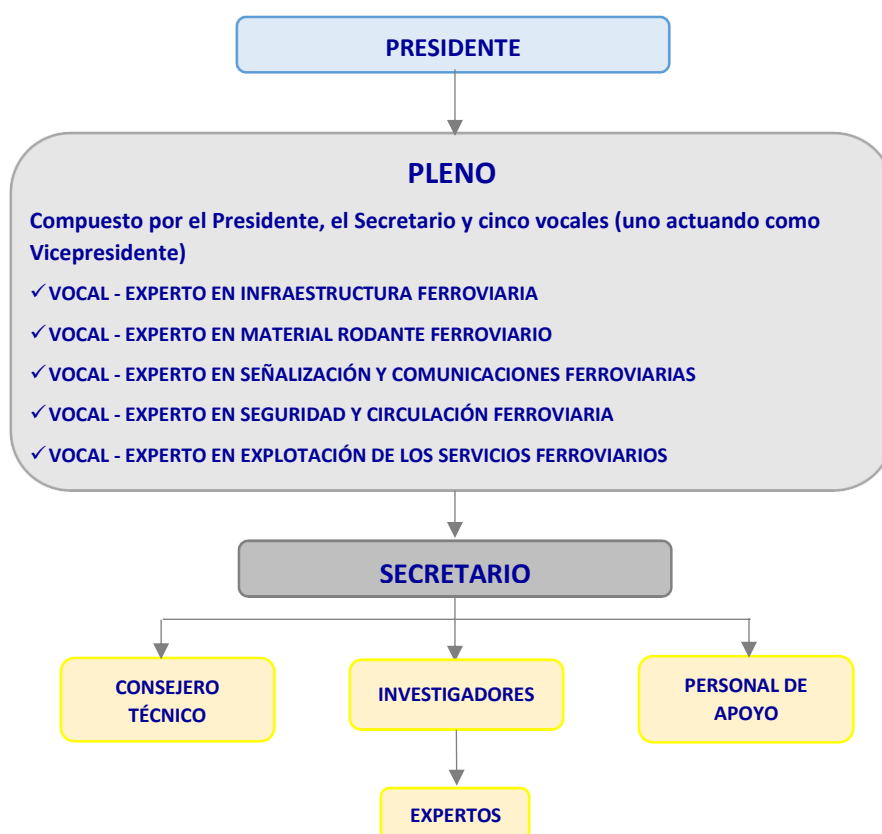 PRESIDENTE
PLENO
Compuesto por el Presidente, el Secretario y cinco vocales (uno actuando como
Vicepresidente)
✓ VOCAL - EXPERTO EN INFRAESTRUCTURA FERROVIARIA
✓ VOCAL - EXPERTO EN MATERIAL RODANTE FERROVIARIO
✓ VOCAL - EXPERTO EN SEÑALIZACIÓN Y COMUNICACIONES FERROVIARIAS
✓ VOCAL - EXPERTO EN SEGURIDAD Y CIRCULACIÓN FERROVIARIA
✓ VOCAL - EXPERTO EN EXPLOTACIÓN DE LOS SERVICIOS FERROVIARIOS
SECRETARIO
CONSEJERO
TÉCNICO
INVESTIGADORES
PERSONAL DE
APOYO
EXPERTOS